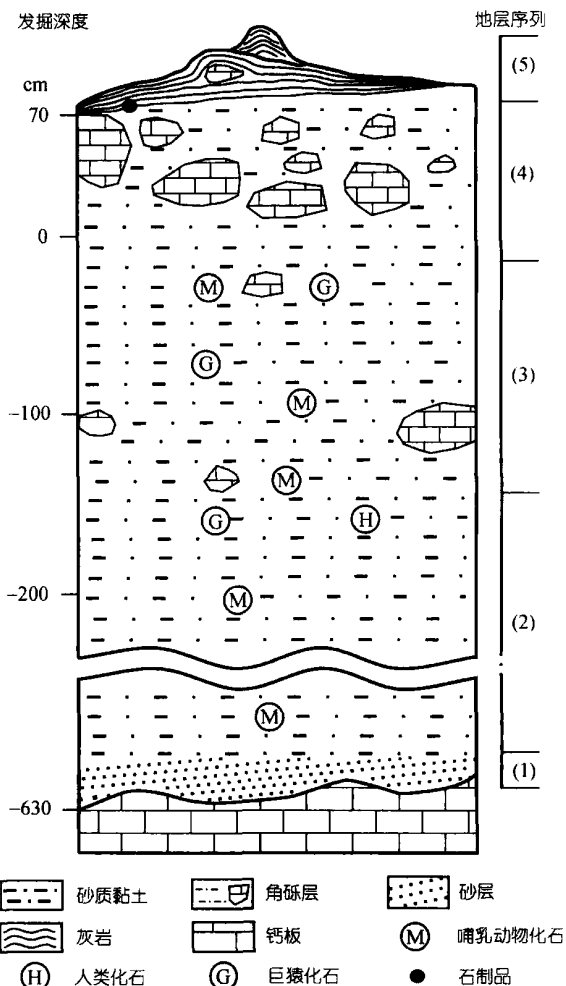 发掘深度
地层序列
cm
(5)
70
(4)
0
M
G
(3)
G
M
-100
M
G
H
-200
M
(2)
M
(1)
-630
砂质黏土
角砾层
砂层
灰岩
钙板
M 哺乳动物化石
H 人类化石
G 巨猿化石
石制品